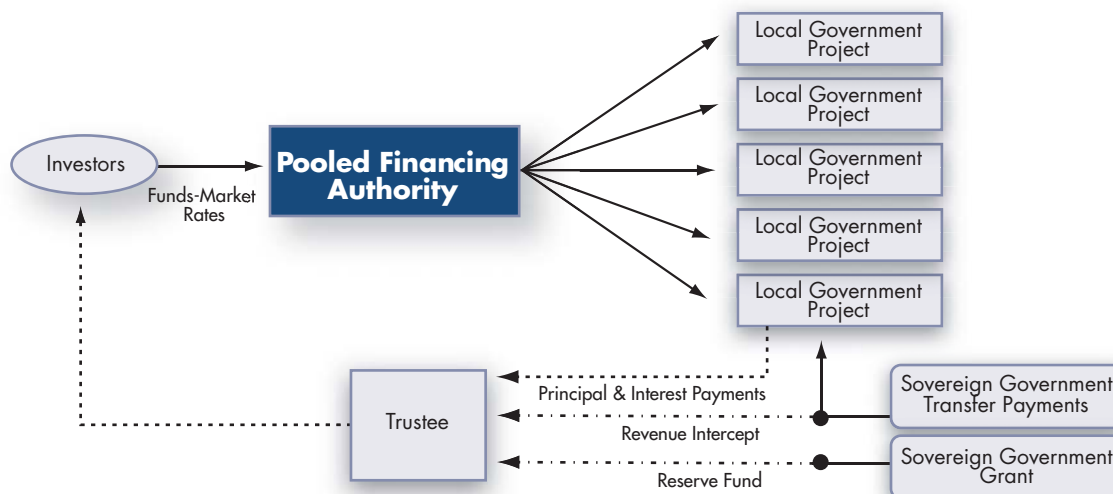 Local Government
Project
Local Government
Project
Local Government
Project
Local Government
Project
Local Government
Project
Investors
Funds-Market
Rates
Pooled Financing
Authority
Principal & Interest Payments
Trustee
Revenue Intercept
Reserve Fund
Sovereign Government
Transfer Payments
Sovereign Government
Grant